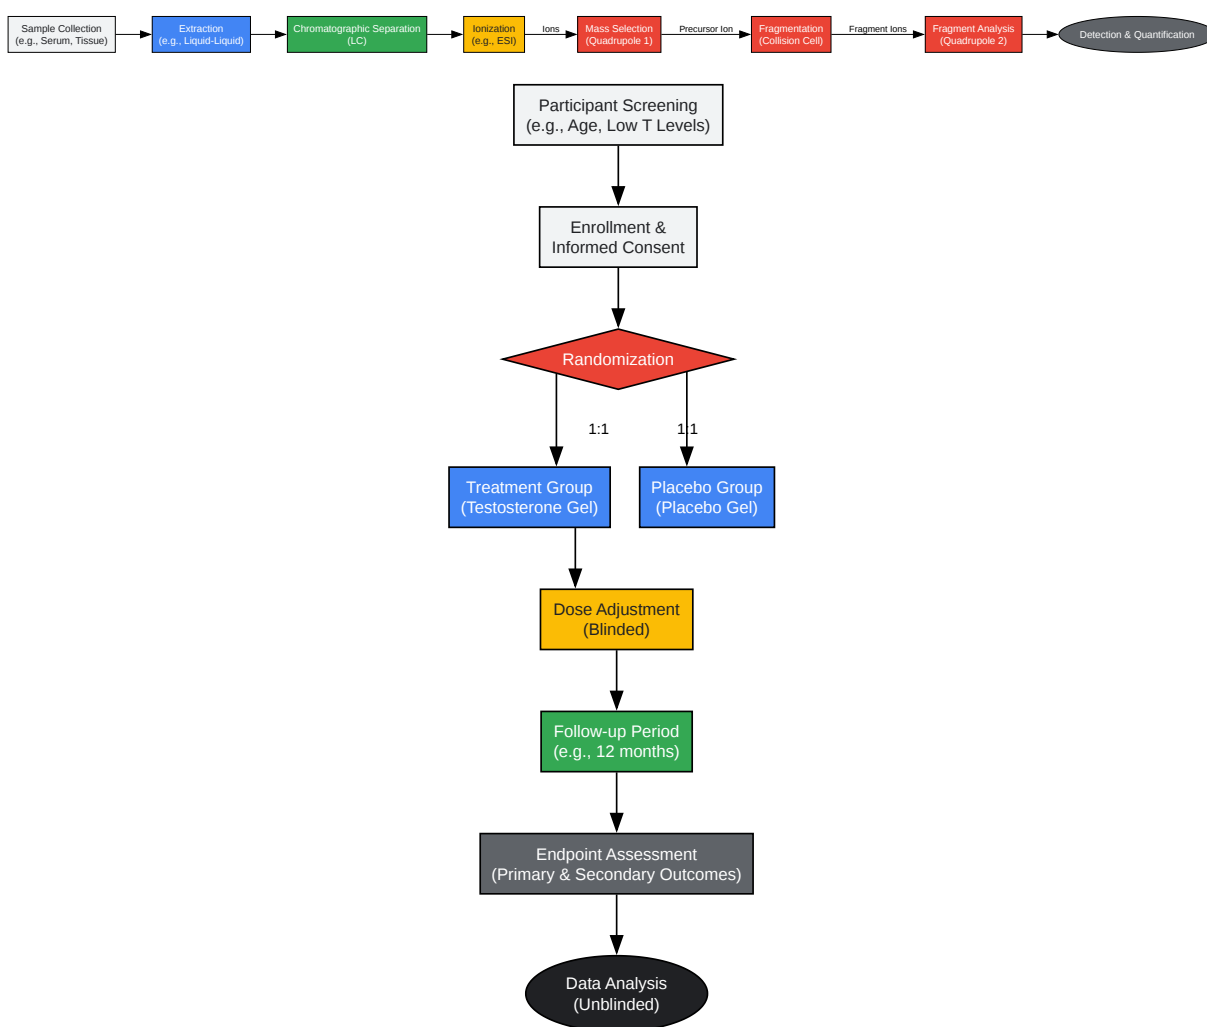 Sample Collection
(e.g., Serum, Tissue)
Extraction
(e.g., Liquid-Liquid)
Chromatographic Separation
(LC)
Ionization
(e.g., ESI)
Ions
Mass Selection
(Quadrupole 1)
Precursor Ion
Fragmentation
(Collision Cell)
Fragment Ions
Fragment Analysis
(Quadrupole 2)
Detection & Quantification
Participant Screening
(e.g., Age, Low T Levels)
Enrollment &
Informed Consent
Randomization
1:1
1:1
Treatment Group
(Testosterone Gel)
Placebo Group
(Placebo Gel)
Dose Adjustment
(Blinded)
Follow-up Period
(e.g., 12 months)
Endpoint Assessment
(Primary & Secondary Outcomes)
Data Analysis
(Unblinded)